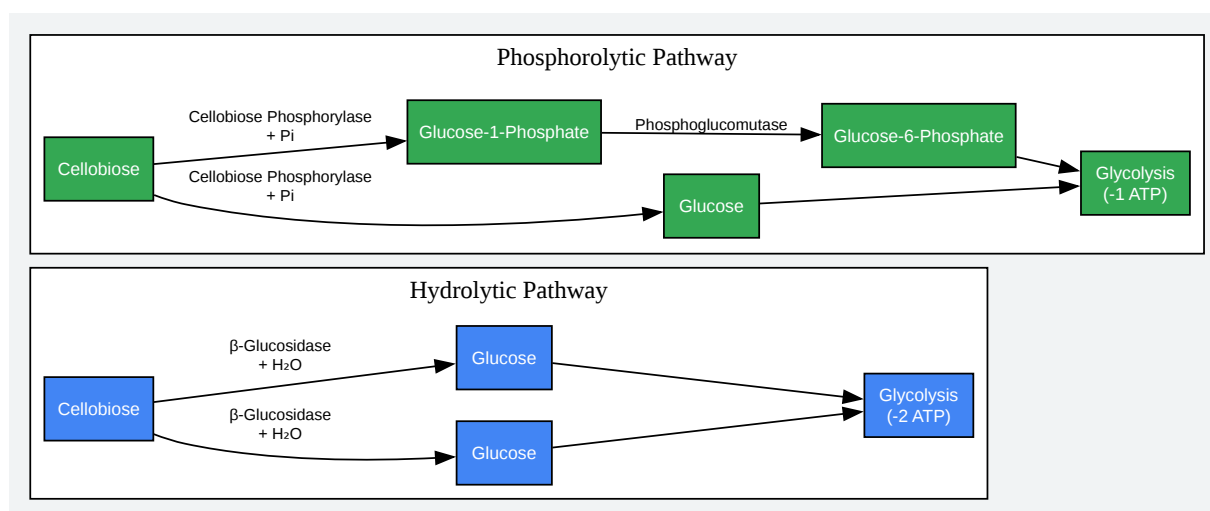 Phosphorolytic Pathway
Cellobiose Phosphorylase
+ Pi
Glucose-1-Phosphate
Phosphoglucomutase
Glucose-6-Phosphate
Cellobiose
Cellobiose Phosphorylase
+ Pi
Glucose
Glycolysis
(-1 ATP)
Hydrolytic Pathway
β-Glucosidase
+ H₂O
Glucose
Cellobiose
β-Glucosidase
+ H₂O
Glucose
Glycolysis
(-2 ATP)